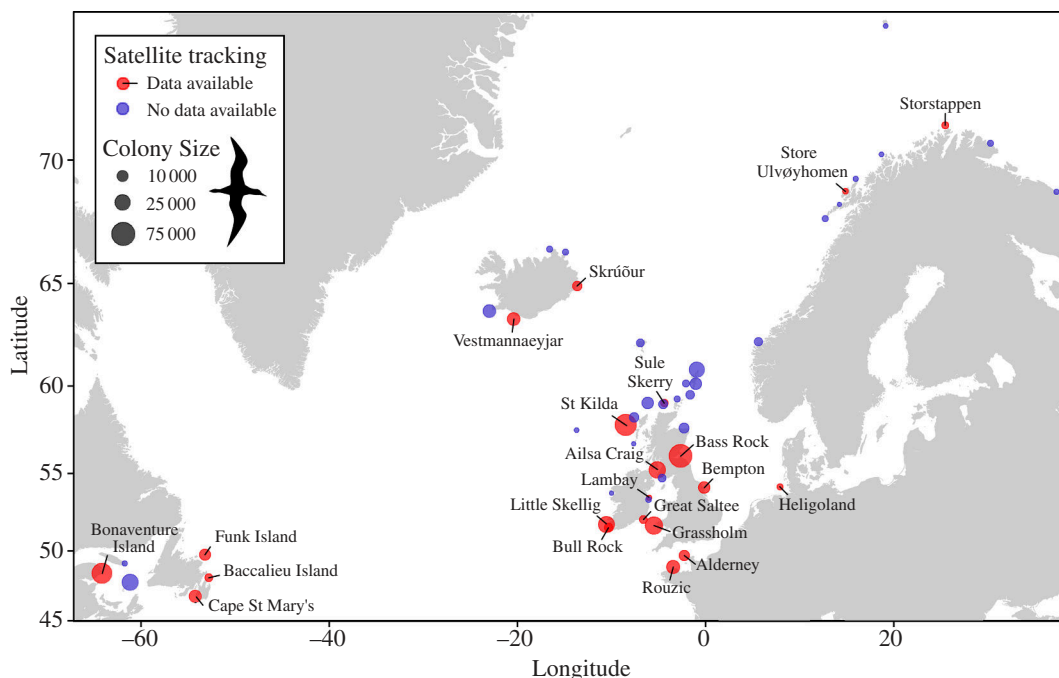 Satellite tracking
Data available
No data available
Colony Size
10 000
25 000
75 000
Storstappen
Store
Ulvøyhomen
Skrúður
Vestmannaeyjar
Sule
Skerry
St Kilda
Bass Rock
Ailsa Craig
Bempton
Lambay
Heligoland
Little Skellig
Great Saltee
Grassholm
Bull Rock
Alderney
Rouzic
Bonaventure
Island
Funk Island
Baccalieu Island
Cape St Mary's
70
65
60
55
50
45
Latitude
−60
−40
−20
0
20
Longitude